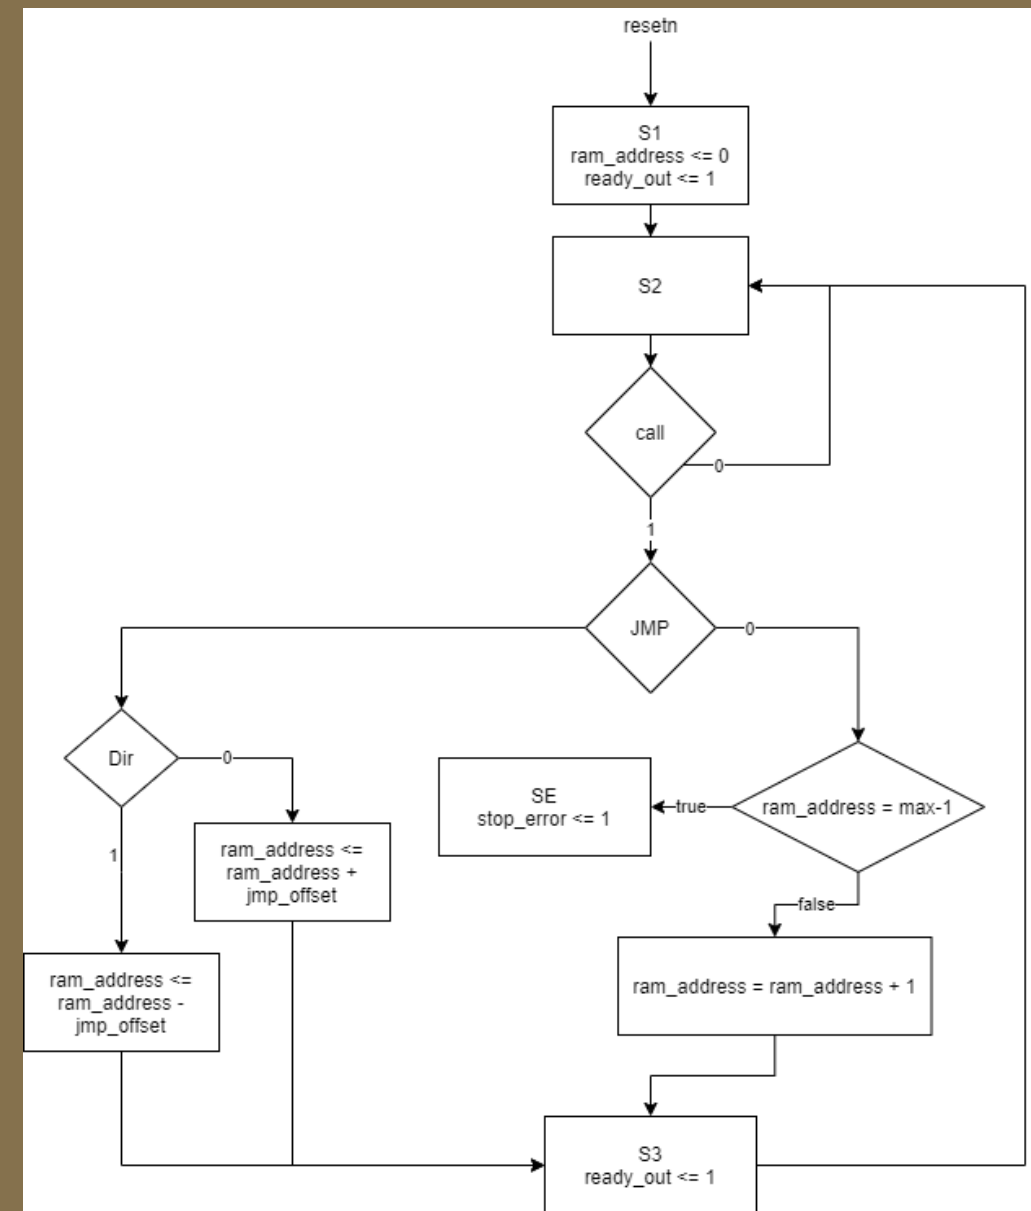 resetn
S1
ram_address <= 0
ready_out <= 1
S2
call
0
1
JMP
0
Dir
0
1
SE
stop_error <= 1
true
ram_address = max-1
false
ram_address <=
ram_address +
jmp_offset
ram_address <=
ram_address -
jmp_offset
ram_address = ram_address + 1
S3
ready_out <= 1